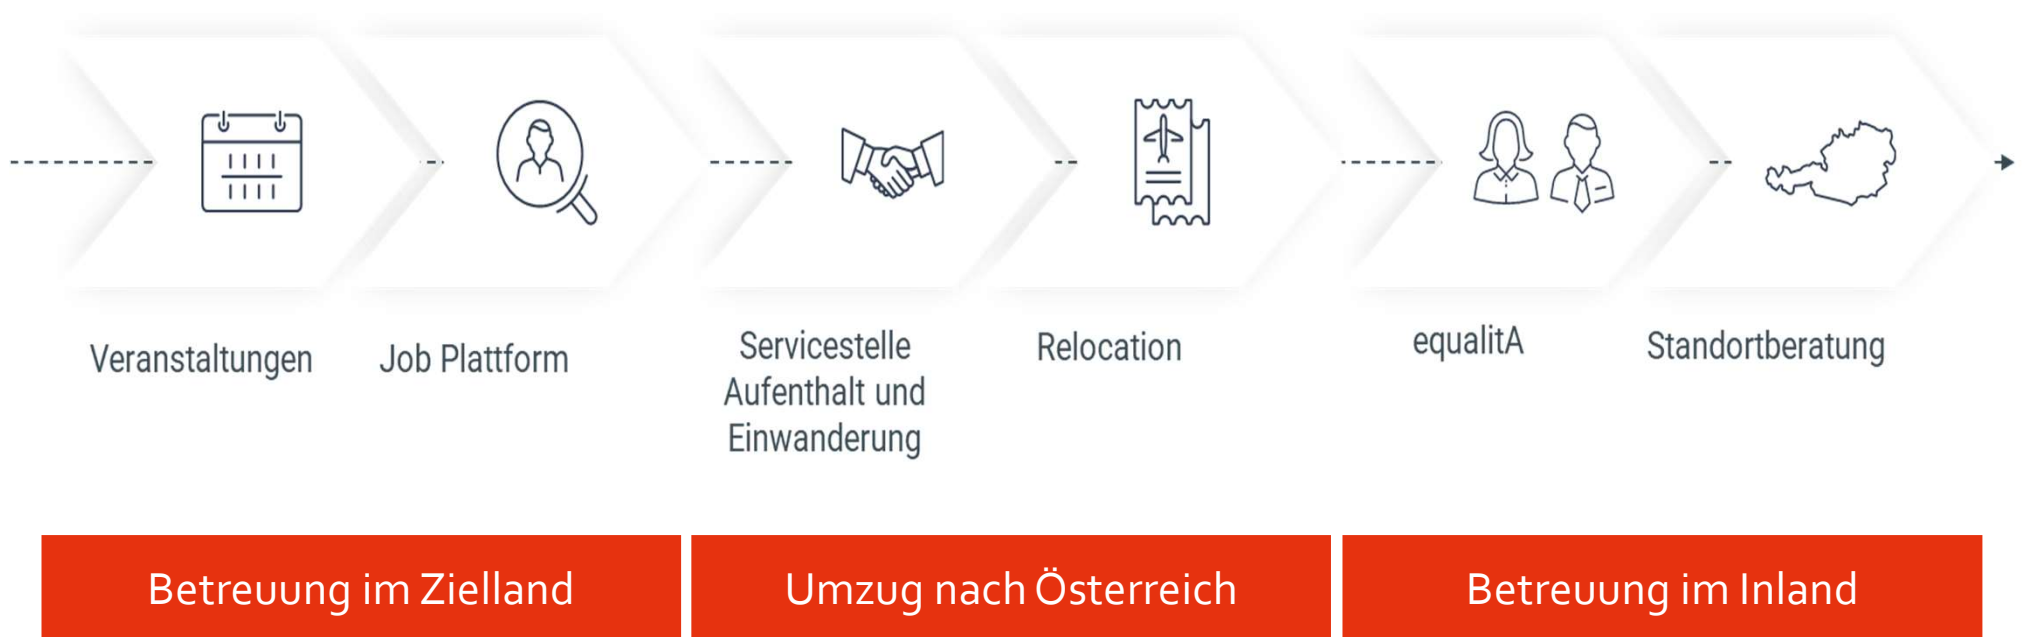 Veranstaltungen
Job Plattform
Servicestelle
Aufenthalt und
Einwanderung
Relocation
equalitA
Standortberatung
Betreuung im Zielland
Umzug nach Österreich
Betreuung im Inland